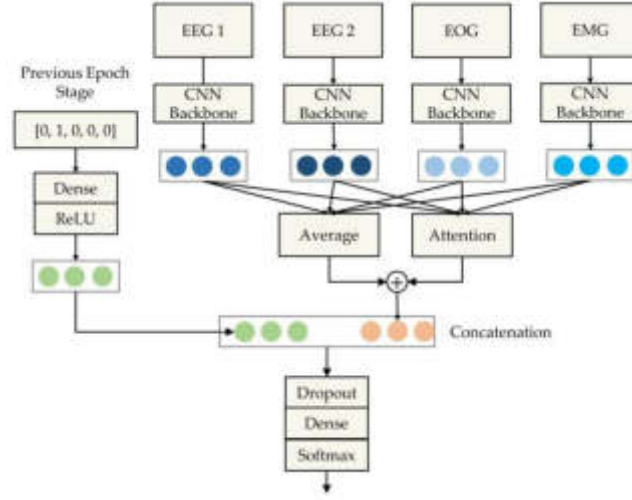 EEG 1
EEG 2
EOG
EMG
Previous Epoch
Stage
CNN
Backbone
CNN
Backbone
CNN
Backbone
CNN
Backbone
[0, 1, 0, 0, 0]
Dense
ReLU
Average
Attention
Concatenation
Dropout
Dense
Softmax